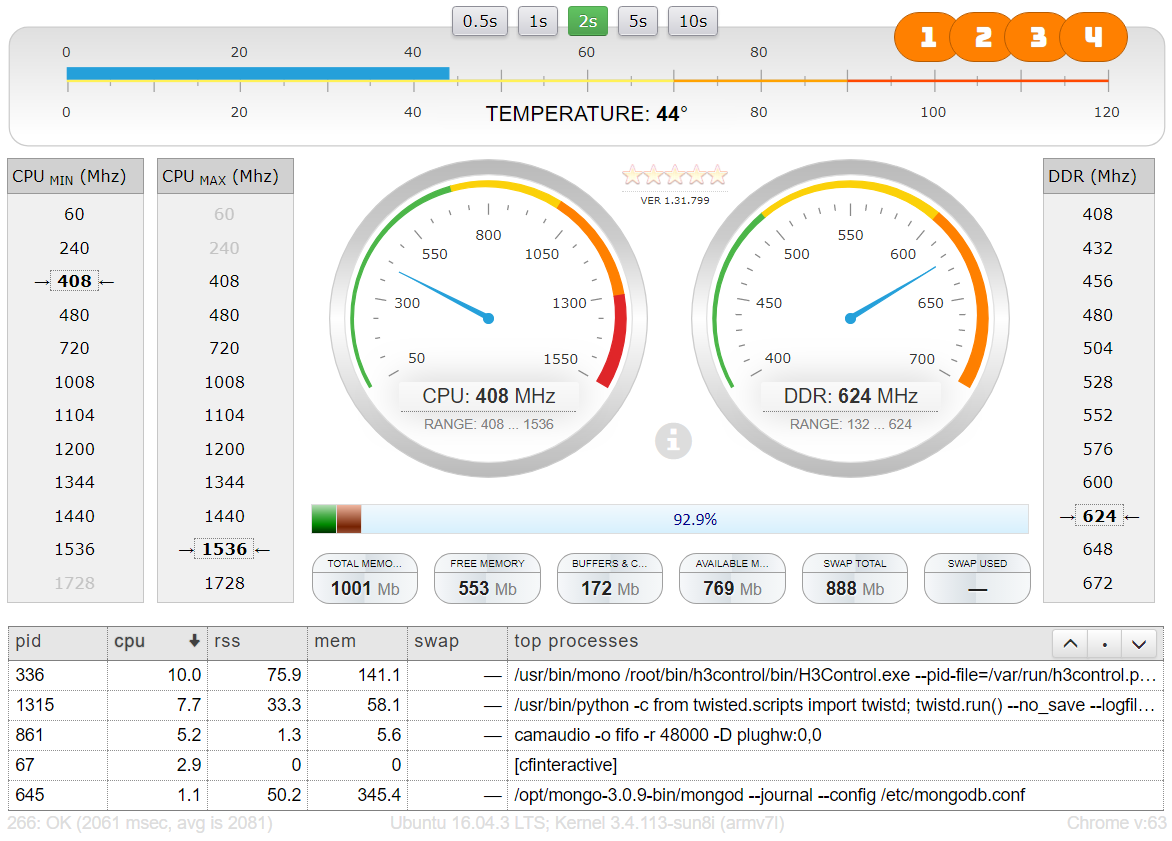 0.5s 1s 2s 5s 10s
1 2 3 4
0 20 40 60 80
0 20 40 TEMPERATURE: 44° 80 100 120
CPU MIN (Mhz)
60
240
→408←
480
720
1008
1104
1200
1344
1440
1536
1728
CPU MAX (Mhz)
60
240
408
480
720
1008
1104
1200
1344
1440
→1536←
1728
50 300 550 800 1050 1300 1550
CPU: 408 MHz
RANGE: 408 ... 1536
VER 1.31.799
i
400 450 500 550 600 650 700
DDR: 624 MHz
RANGE: 132 ... 624
DDR (Mhz)
408
432
456
480
504
528
552
576
600
→624←
648
672
92.9%
TOTAL MEMO...
1001 Mb
FREE MEMORY
553 Mb
BUFFERS & C...
172 Mb
AVAILABLE M...
769 Mb
SWAP TOTAL
888 Mb
SWAP USED
—
pid cpu rss mem swap top processes
336 10.0 75.9 141.1 — /usr/bin/mono /root/bin/h3control/bin/H3Control.exe --pid-file=/var/run/h3control.p…
1315 7.7 33.3 58.1 — /usr/bin/python -c from twisted.scripts import twistd; twistd.run() --no_save --logfil…
861 5.2 1.3 5.6 — camaudio -o fifo -r 48000 -D plughw:0,0
67 2.9 0 0 — [cfinteractive]
645 1.1 50.2 345.4 — /opt/mongo-3.0.9-bin/mongod --journal --config /etc/mongodb.conf
266: OK (2061 msec, avg is 2081) Ubuntu 16.04.3 LTS; Kernel 3.4.113-sun8i (armv7l) Chrome v:63